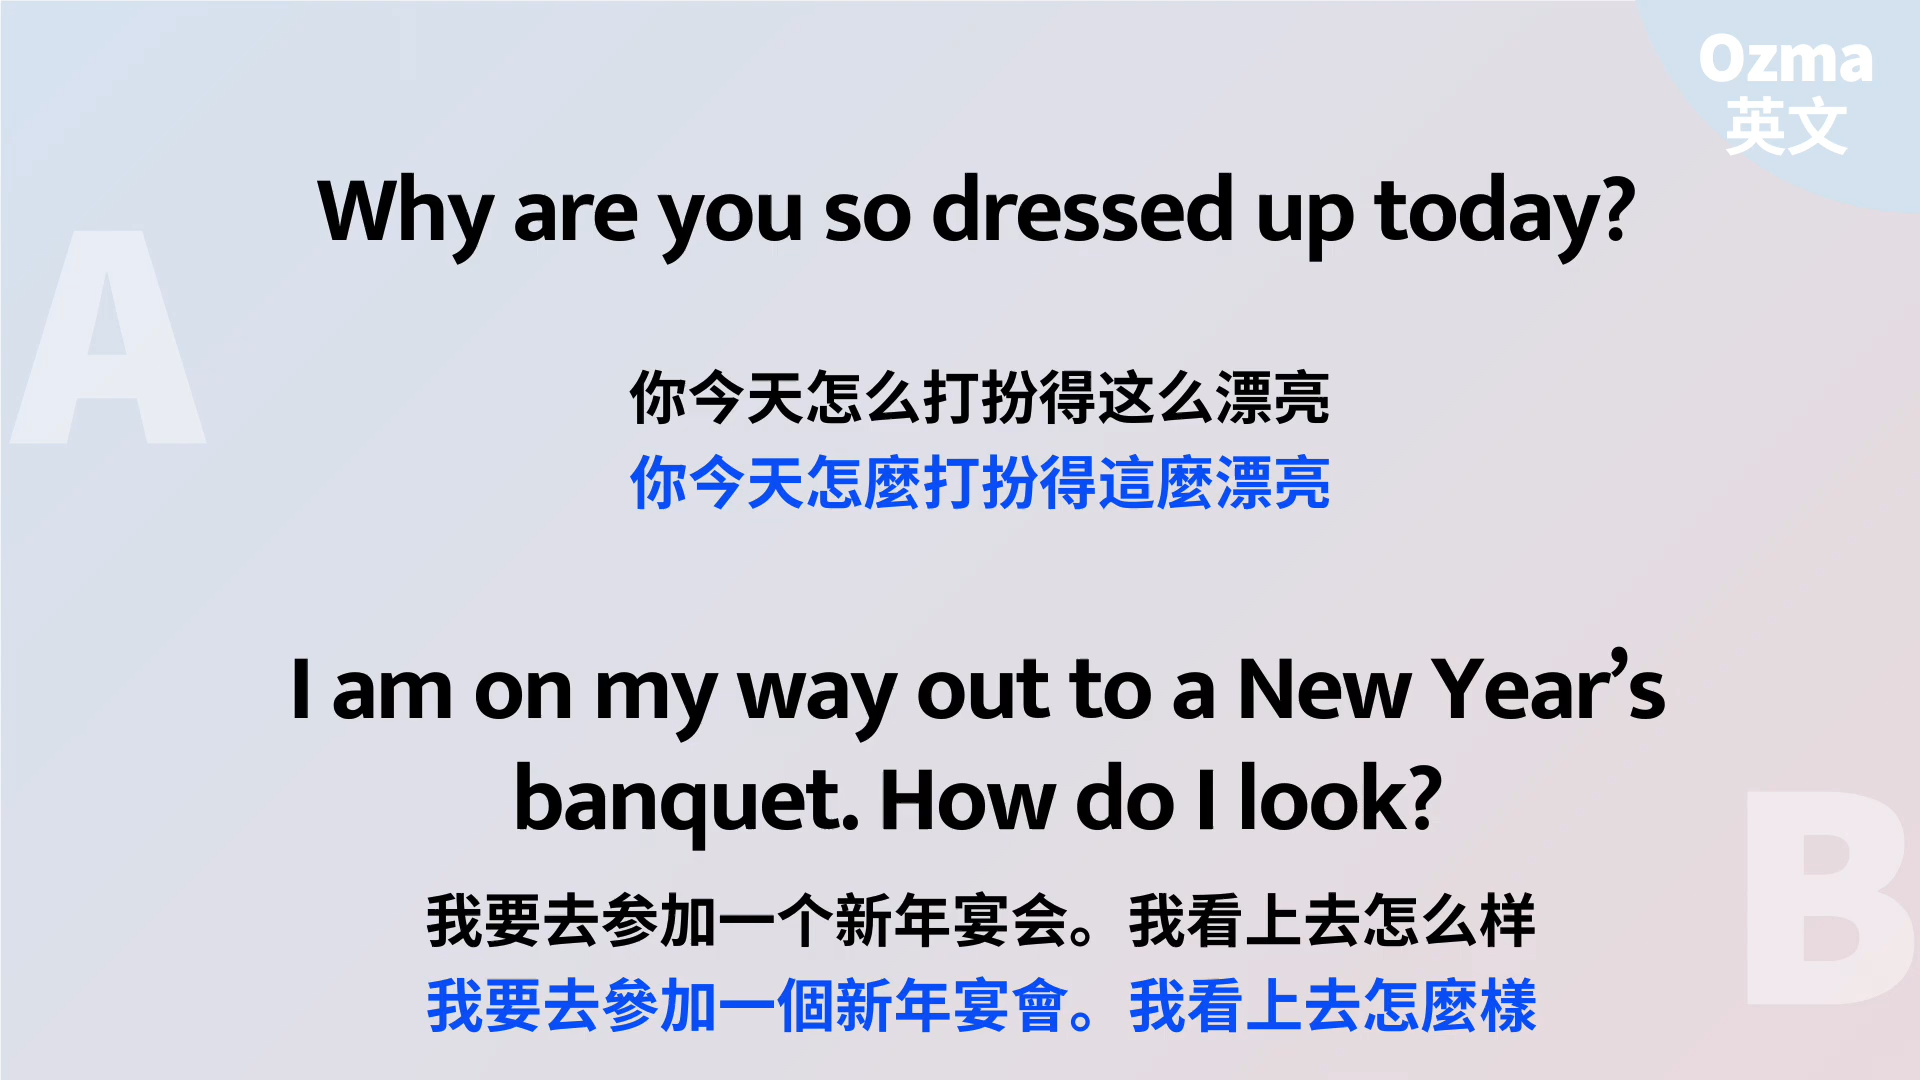 Ozma
英文
A
Why are you so dressed up today?
你今天怎么打扮得这么漂亮
你今天怎麼打扮得這麼漂亮
B
I am on my way out to a New Year’s
banquet. How do I look?
我要去参加一个新年宴会。我看上去怎么样
我要去參加一個新年宴會。我看上去怎麼樣